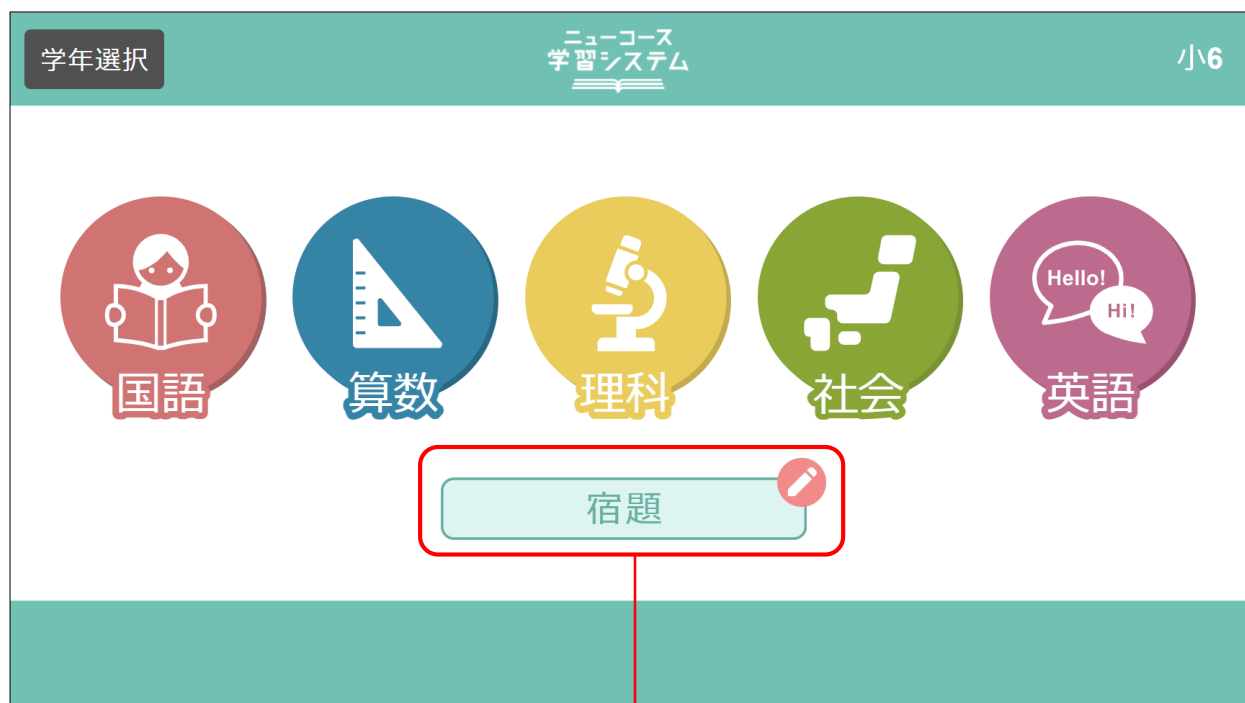 学年選択
ニューコース
学習システム
小6
Hello!
Hi!
国語
算数
理科
社会
英語
宿題